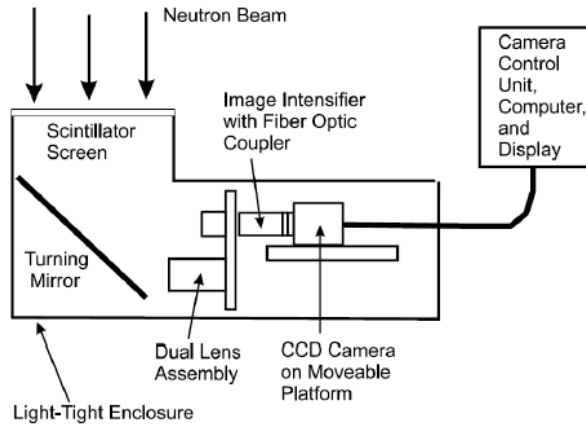 Neutron Beam
Camera
Control
Unit,
Computer,
and
Display
Image Intensifier
with Fiber Optic
Coupler
Scintillator
Screen
Turning
Mirror
Dual Lens
Assembly
CCD Camera
on Moveable
Platform
Light-Tight Enclosure